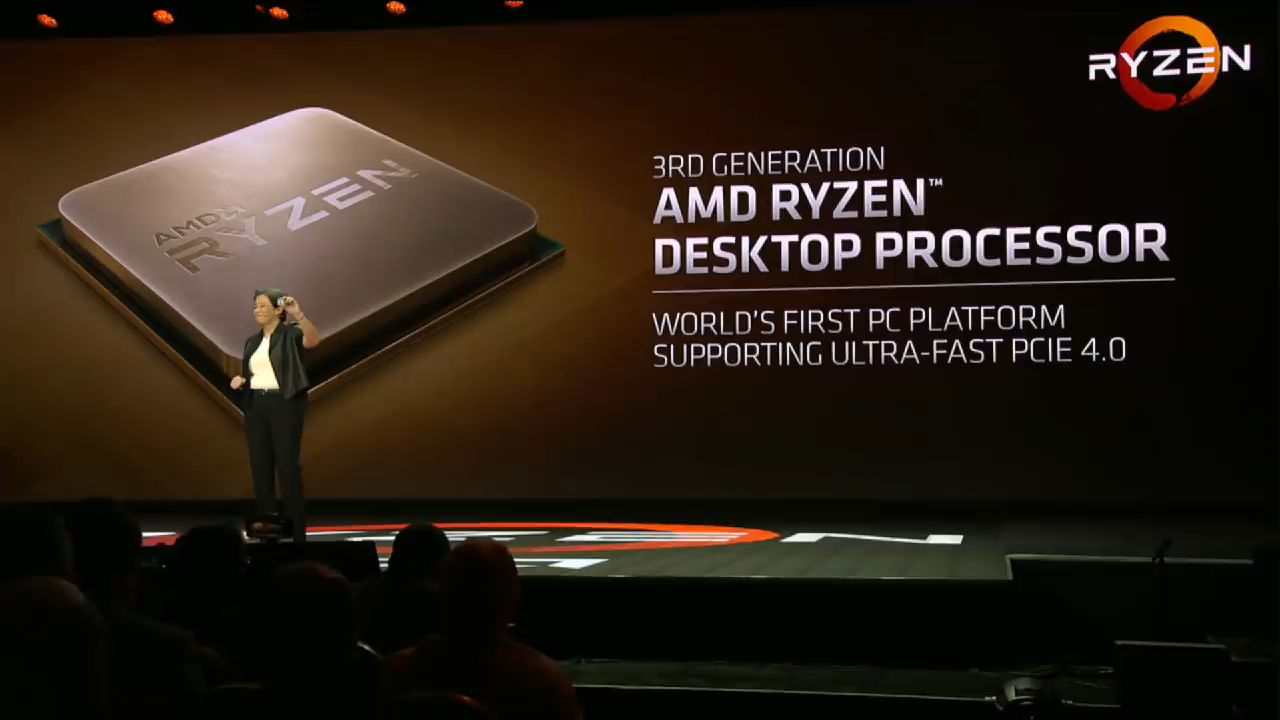 RYZEN
3RD GENERATION
AMD RYZEN™
DESKTOP PROCESSOR
WORLD'S FIRST PC PLATFORM
SUPPORTING ULTRA-FAST PCIE 4.0
AMD
RYZEN